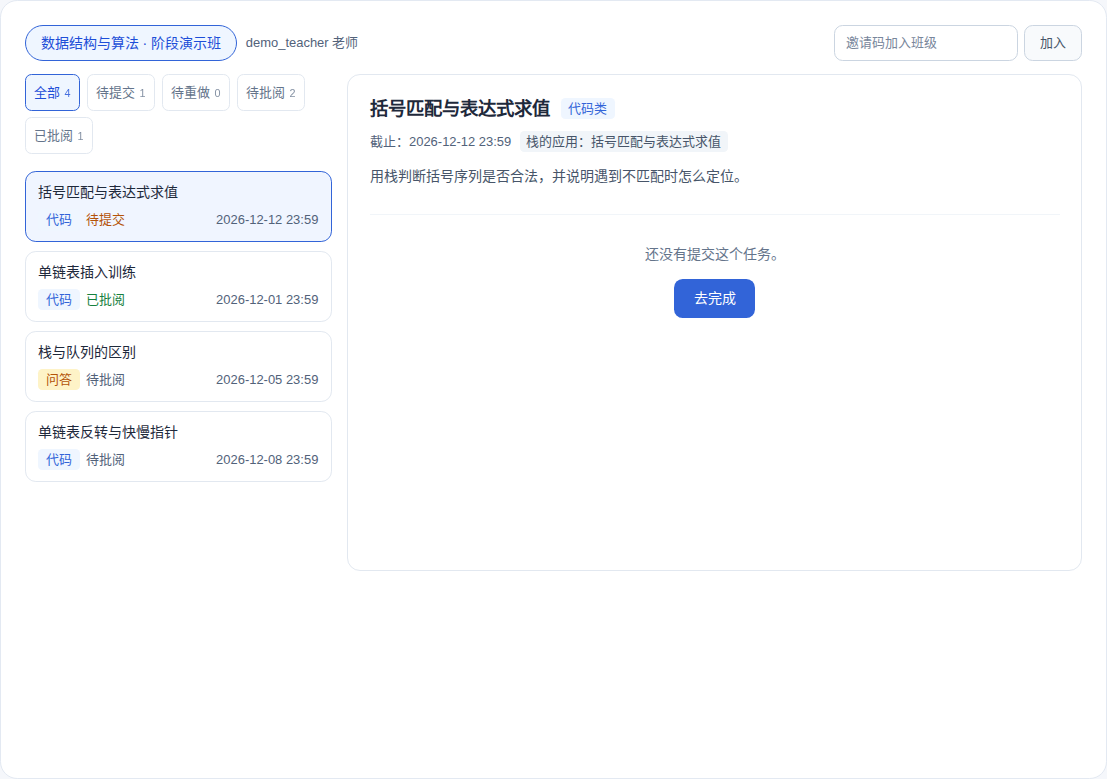 数据结构与算法 · 阶段演示班 demo_teacher 老师 邀请码加入班级 加入
全部 4 待提交 1 待重做 0 待批阅 2
已批阅 1
括号匹配与表达式求值
代码 待提交 2026-12-12 23:59
单链表插入训练
代码 已批阅 2026-12-01 23:59
栈与队列的区别
问答 待批阅 2026-12-05 23:59
单链表反转与快慢指针
代码 待批阅 2026-12-08 23:59
括号匹配与表达式求值 代码类
截止：2026-12-12 23:59 栈的应用：括号匹配与表达式求值
用栈判断括号序列是否合法，并说明遇到不匹配时怎么定位。
还没有提交这个任务。
去完成